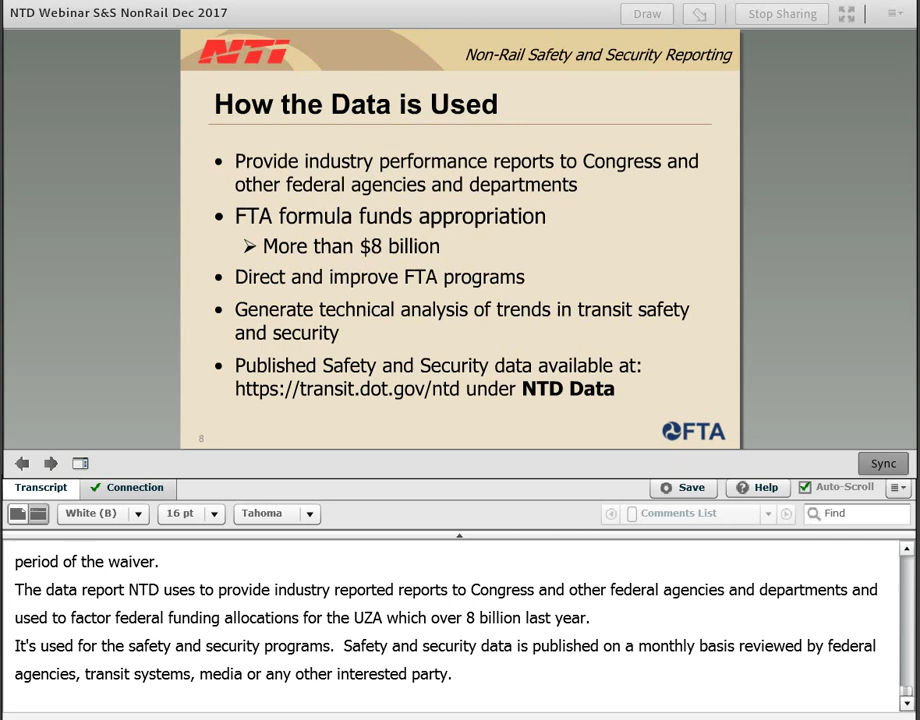 NTD Webinar S&S NonRail Dec 2017
Draw
Stop Sharing
NTI
Non-Rail Safety and Security Reporting
How the Data is Used
• Provide industry performance reports to Congress and
other federal agencies and departments
• FTA formula funds appropriation
➢ More than $8 billion
• Direct and improve FTA programs
• Generate technical analysis of trends in transit safety
and security
• Published Safety and Security data available at:
https://transit.dot.gov/ntd under NTD Data
8
FTA
Sync
Transcript
Connection
Save
Help
Auto-Scroll
White (B)
16 pt
Tahoma
Comments List
Find
period of the waiver.
The data report NTD uses to provide industry reported reports to Congress and other federal agencies and departments and
used to factor federal funding allocations for the UZA which over 8 billion last year.
It's used for the safety and security programs.  Safety and security data is published on a monthly basis reviewed by federal
agencies, transit systems, media or any other interested party.